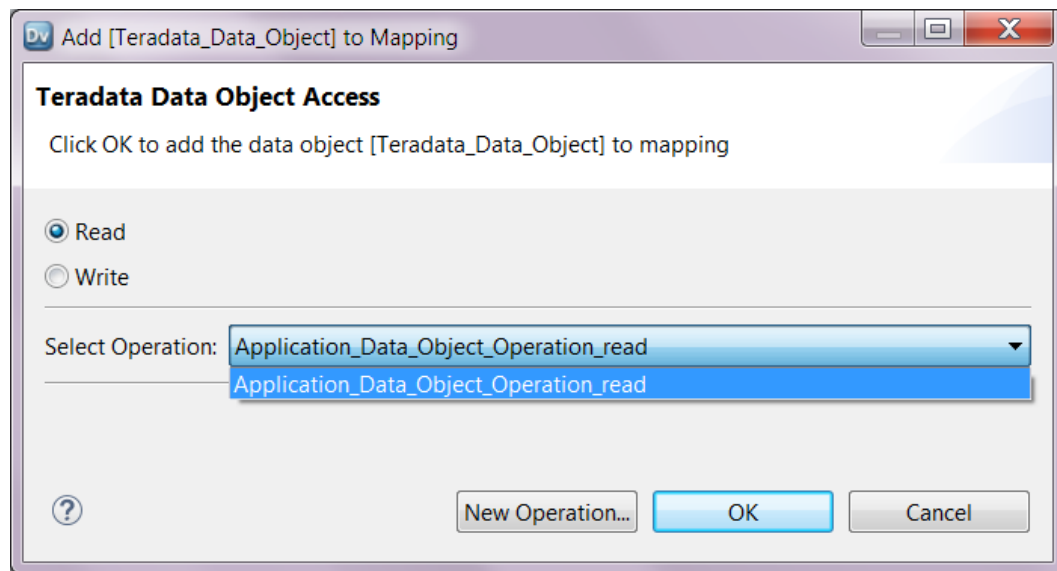 Dv Add [Teradata_Data_Object] to Mapping
Teradata Data Object Access
Click OK to add the data object [Teradata_Data_Object] to mapping
Read
Write
Select Operation: Application_Data_Object_Operation_read
Application_Data_Object_Operation_read
? New Operation... OK Cancel